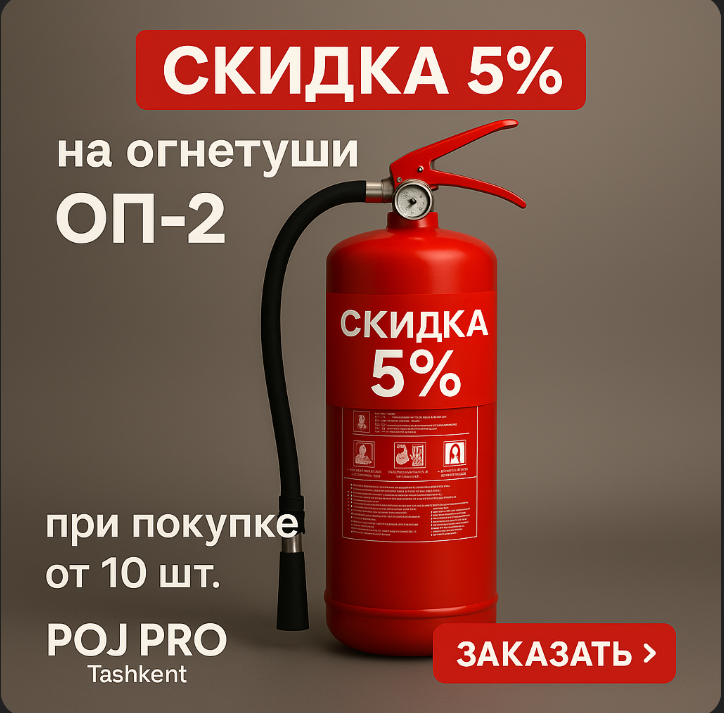 СКИДКА 5%
на огнетуши
ОП-2
СКИДКА
5%
при покупке
от 10 шт.
POJ PRO
Tashkent
ЗАКАЗАТЬ >